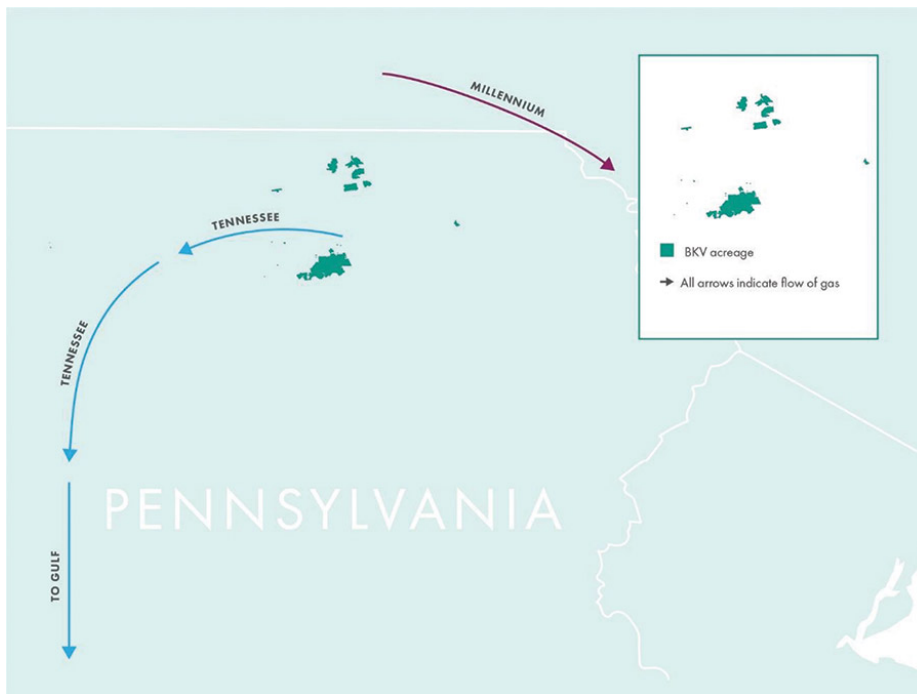 MILLENNIUM
TENNESSEE
TENNESSEE
BKV acreage
All arrows indicate flow of gas
PENNSYLVANIA
TO GULF